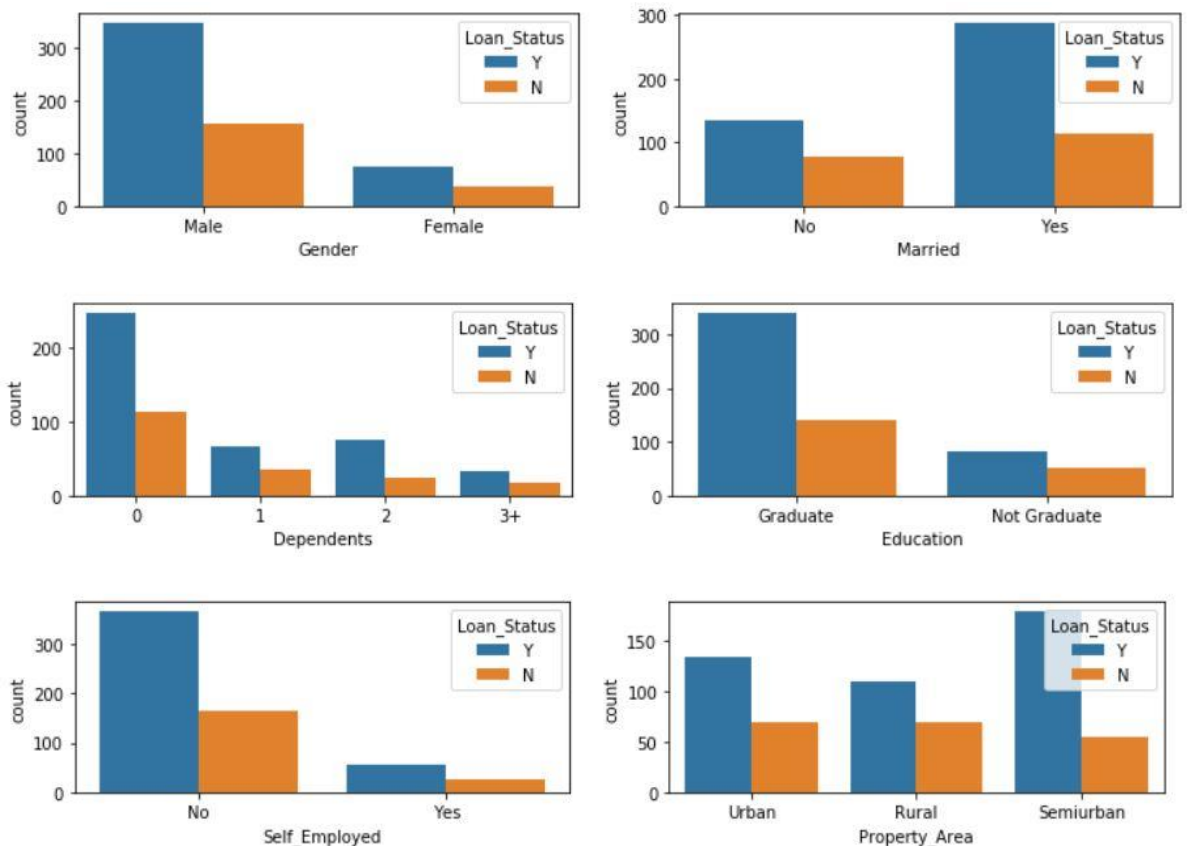 300
200
100
0
count
Loan_Status
Y
N
Male
Female
Gender
300
200
100
0
count
Loan_Status
Y
N
No
Yes
Married
200
100
0
count
Loan_Status
Y
N
0
1
2
3+
Dependents
300
200
100
0
count
Loan_Status
Y
N
Graduate
Not Graduate
Education
300
200
100
0
count
Loan_Status
Y
N
No
Yes
Self_Employed
150
100
50
0
count
Loan_Status
Y
N
Urban
Rural
Semiurban
Property_Area